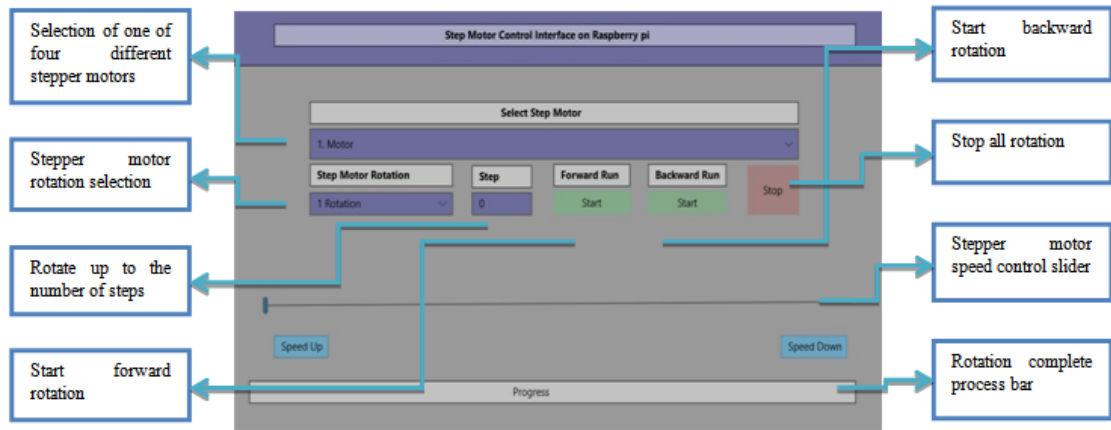 Selection of one of
four different
stepper motors
Stepper motor
rotation selection
Rotate up to the
number of steps
Start forward
rotation
Step Motor Control Interface on Raspberry pi
Select Step Motor
1. Motor
Step Motor Rotation
Step
Forward Run
Backward Run
Stop
1 Rotation
0
Start
Start
Speed Up
Speed Down
Progress
Start backward
rotation
Stop all rotation
Stepper motor
speed control slider
Rotation complete
process bar